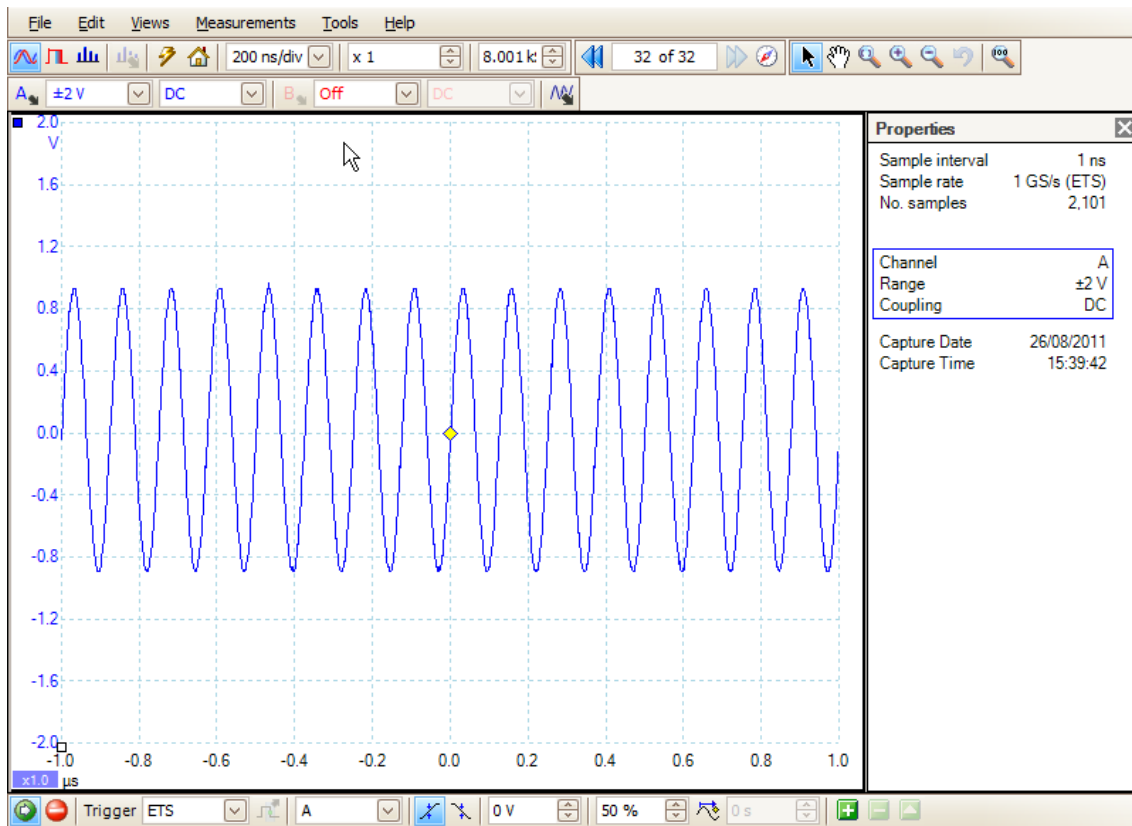 File Edit Views Measurements Tools Help
200 ns/div x 1 8.001 k 32 of 32 100
A ±2 V DC B Off DC
2.0
V
1.6
1.2
0.8
0.4
0.0
-0.4
-0.8
-1.2
-1.6
-2.0
-1.0 -0.8 -0.6 -0.4 -0.2 0.0 0.2 0.4 0.6 0.8 1.0
x1.0 µs
Properties
Sample interval 1 ns
Sample rate 1 GS/s (ETS)
No. samples 2,101
Channel A
Range ±2 V
Coupling DC
Capture Date 26/08/2011
Capture Time 15:39:42
Trigger ETS A 0 V 50 % 0 s